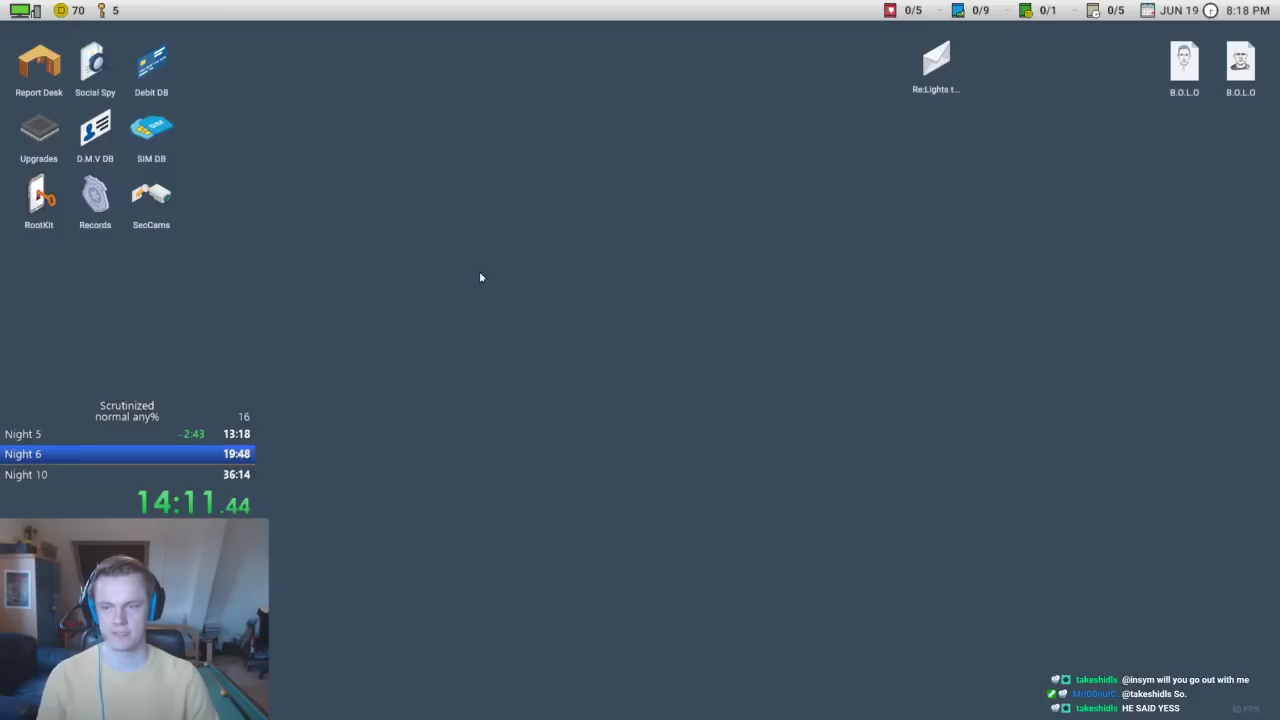 70 5 0/5 0/9 0/1 0/5 JUN 19 8:18 PM
Report Desk Social Spy Debit DB Re:Lights t... B.O.L.O B.O.L.O
Upgrades D.M.V DB SIM DB
RootKit Records SecCams
Scrutinized
normal any% 16
Night 5 -2:43 13:18
Night 6 19:48
Night 10 36:14
14:11.44
takeshidls @insym will you go out with me
MrD0nutC @takeshidls So.
takeshidls HE SAID YESS
60 FPS